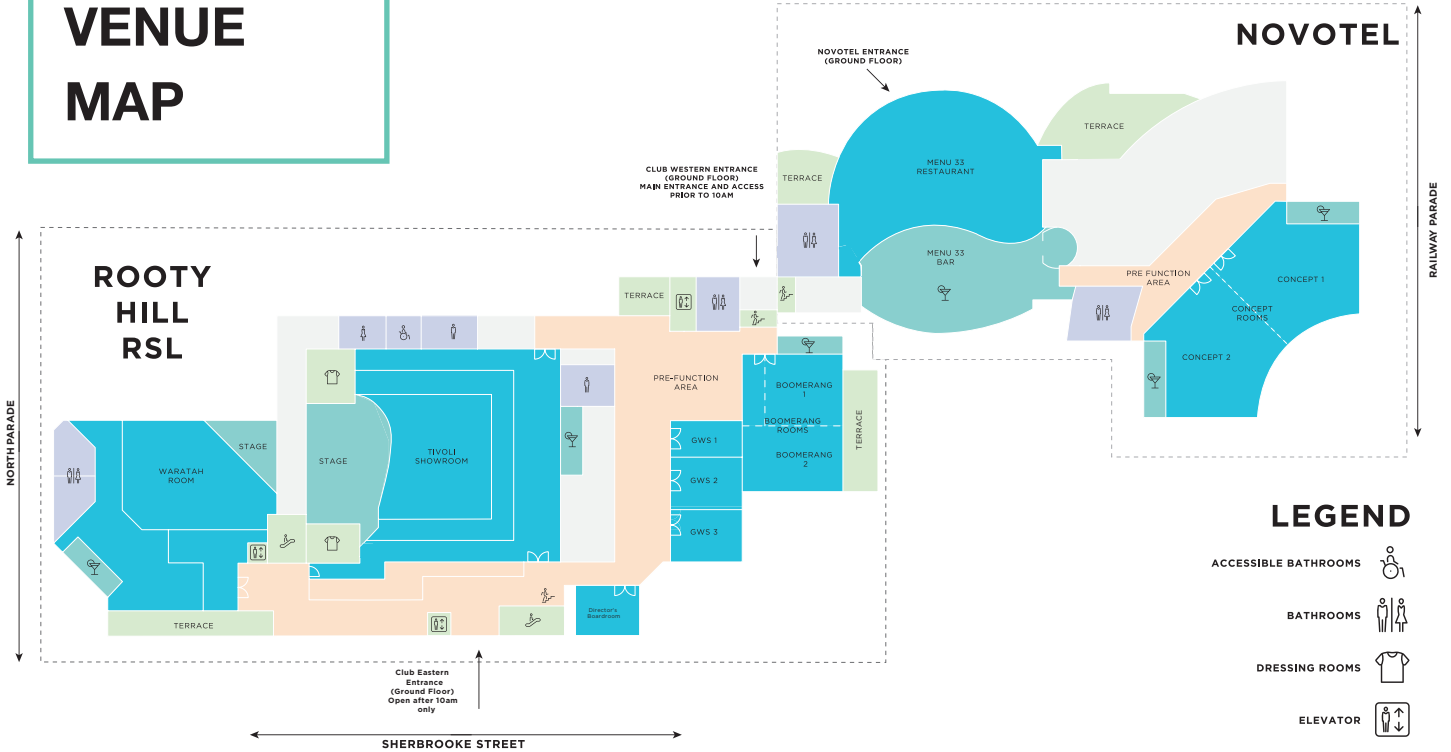 VENUE
MAP
NOVOTEL
NOVOTEL ENTRANCE
(GROUND FLOOR)
TERRACE
MENU 33
RESTAURANT
CLUB WESTERN ENTRANCE
(GROUND FLOOR)
MAIN ENTRANCE AND ACCESS
PRIOR TO 10AM
TERRACE
RAILWAY PARADE
MENU 33
BAR
PRE FUNCTION
AREA
CONCEPT 1
CONCEPT
ROOMS
CONCEPT 2
ROOTY
HILL
RSL
TERRACE
PRE-FUNCTION
AREA
BOOMERANG
1
BOOMERANG
ROOMS
BOOMERANG
2
TERRACE
NORTH PARADE
STAGE
WARATAH
ROOM
STAGE
TIVOLI
SHOWROOM
GWS 1
GWS 2
GWS 3
Director's
Boardroom
TERRACE
Club Eastern
Entrance
(Ground Floor)
Open after 10am
only
SHERBROOKE STREET
LEGEND
ACCESSIBLE BATHROOMS
BATHROOMS
DRESSING ROOMS
ELEVATOR